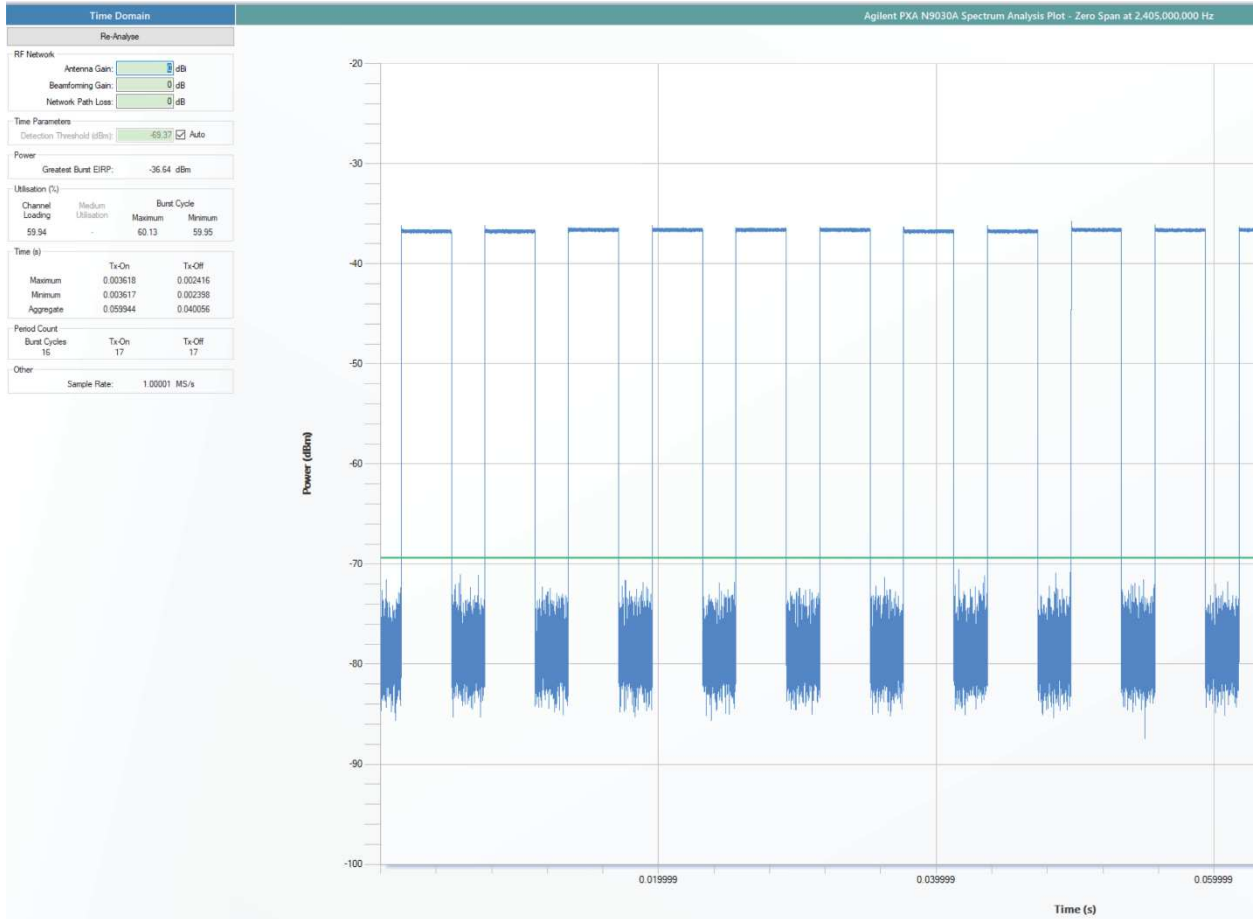 Time Domain
Agilent PXA N9030A Spectrum Analysis Plot - Zero Span at 2,405,000,000 Hz
Re-Analyse
RF Network
Antenna Gain: 0 dBi
Beamforming Gain: 0 dB
Network Path Loss: 0 dB
Time Parameters
Detection Threshold (dBm): -69.37 Auto
Power
Greatest Burst EIRP: -36.64 dBm
Utilisation (%)
Channel Loading Medium Utilisation Burst Cycle
Maximum Minimum
59.94 - 60.13 59.95
Time (s)
Tx-On Tx-Off
Maximum 0.003618 0.002416
Minimum 0.003617 0.002398
Aggregate 0.059944 0.040056
Period Count
Burst Cycles Tx-On Tx-Off
16 17 17
Other
Sample Rate: 1.00001 MS/s
Power (dBm)
-20
-30
-40
-50
-60
-70
-80
-90
-100
0.019999 0.039999 0.059999
Time (s)